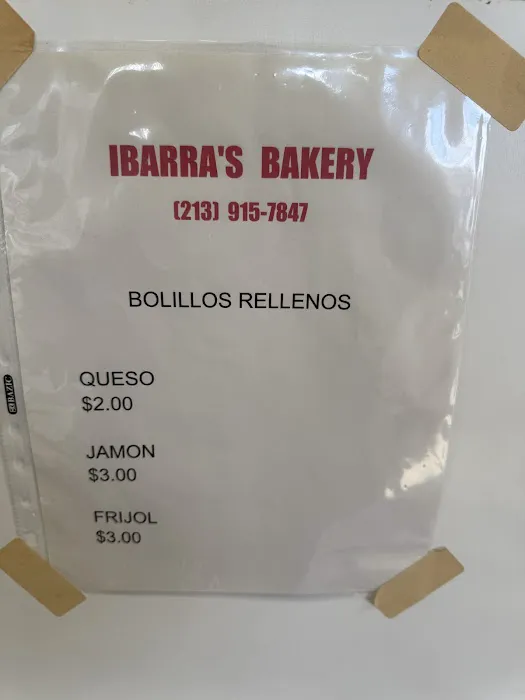 IBARRA'S BAKERY
(213) 915-7847
BOLILLOS RELLENOS
QUESO
$2.00
JAMON
$3.00
FRIJOL
$3.00
BAZIC